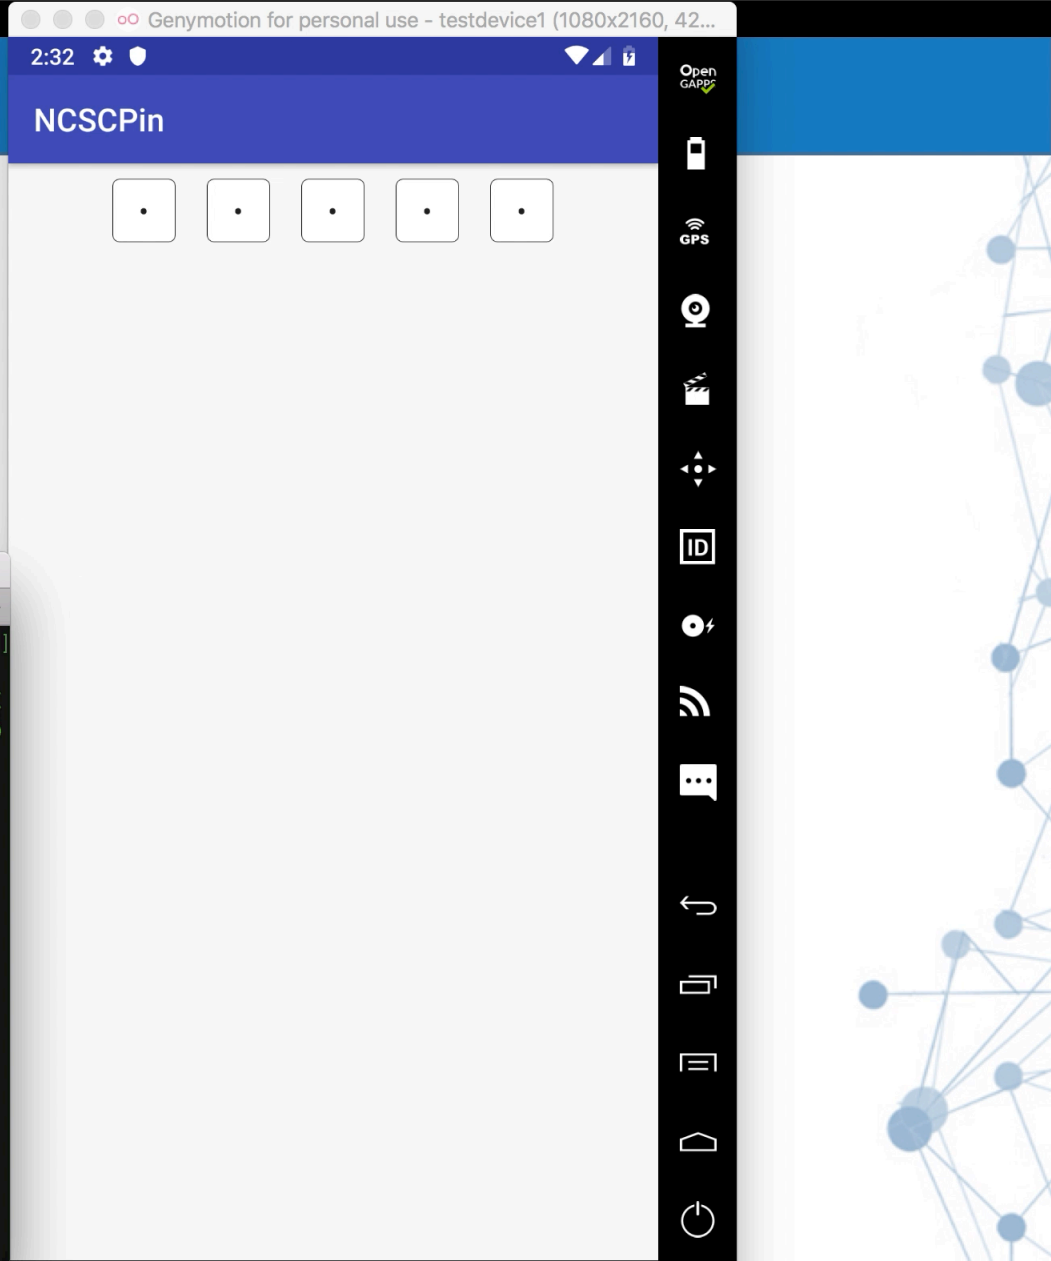 Genymotion for personal use - testdevice1 (1080x2160, 42...
2:32
Open
GAPPS
NCSCPin
GPS
ID